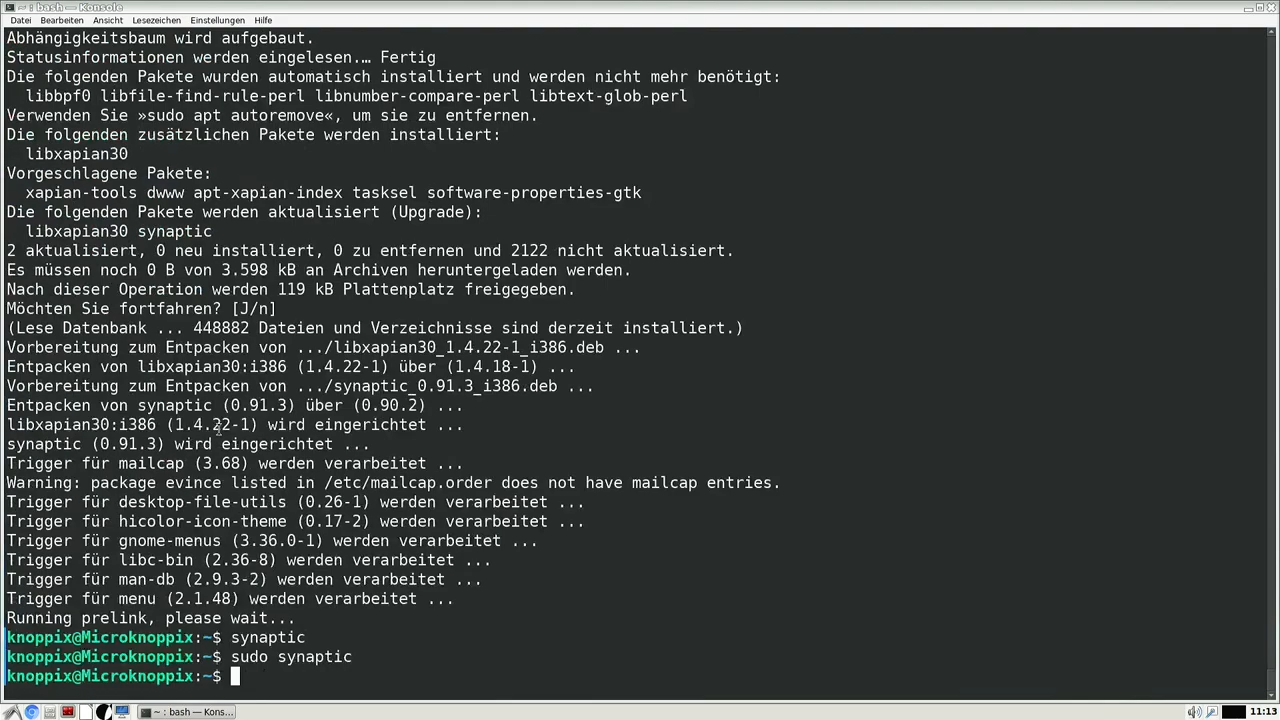 ~ : bash — Konsole
Datei Bearbeiten Ansicht Lesezeichen Einstellungen Hilfe
Abhängigkeitsbaum wird aufgebaut.
Statusinformationen werden eingelesen.… Fertig
Die folgenden Pakete wurden automatisch installiert und werden nicht mehr benötigt:
libbpf0 libfile-find-rule-perl libnumber-compare-perl libtext-glob-perl
Verwenden Sie »sudo apt autoremove«, um sie zu entfernen.
Die folgenden zusätzlichen Pakete werden installiert:
libxapian30
Vorgeschlagene Pakete:
xapian-tools dwww apt-xapian-index tasksel software-properties-gtk
Die folgenden Pakete werden aktualisiert (Upgrade):
libxapian30 synaptic
2 aktualisiert, 0 neu installiert, 0 zu entfernen und 2122 nicht aktualisiert.
Es müssen noch 0 B von 3.598 kB an Archiven heruntergeladen werden.
Nach dieser Operation werden 119 kB Plattenplatz freigegeben.
Möchten Sie fortfahren? [J/n]
(Lese Datenbank ... 448882 Dateien und Verzeichnisse sind derzeit installiert.)
Vorbereitung zum Entpacken von .../libxapian30_1.4.22-1_i386.deb ...
Entpacken von libxapian30:i386 (1.4.22-1) über (1.4.18-1) ...
Vorbereitung zum Entpacken von .../synaptic_0.91.3_i386.deb ...
Entpacken von synaptic (0.91.3) über (0.90.2) ...
libxapian30:i386 (1.4.22-1) wird eingerichtet ...
synaptic (0.91.3) wird eingerichtet ...
Trigger für mailcap (3.68) werden verarbeitet ...
Warning: package evince listed in /etc/mailcap.order does not have mailcap entries.
Trigger für desktop-file-utils (0.26-1) werden verarbeitet ...
Trigger für hicolor-icon-theme (0.17-2) werden verarbeitet ...
Trigger für gnome-menus (3.36.0-1) werden verarbeitet ...
Trigger für libc-bin (2.36-8) werden verarbeitet ...
Trigger für man-db (2.9.3-2) werden verarbeitet ...
Trigger für menu (2.1.48) werden verarbeitet ...
Running prelink, please wait...
knoppix@Microknoppix:~$ synaptic
knoppix@Microknoppix:~$ sudo synaptic
knoppix@Microknoppix:~$
~ : bash — Kons...
11:13